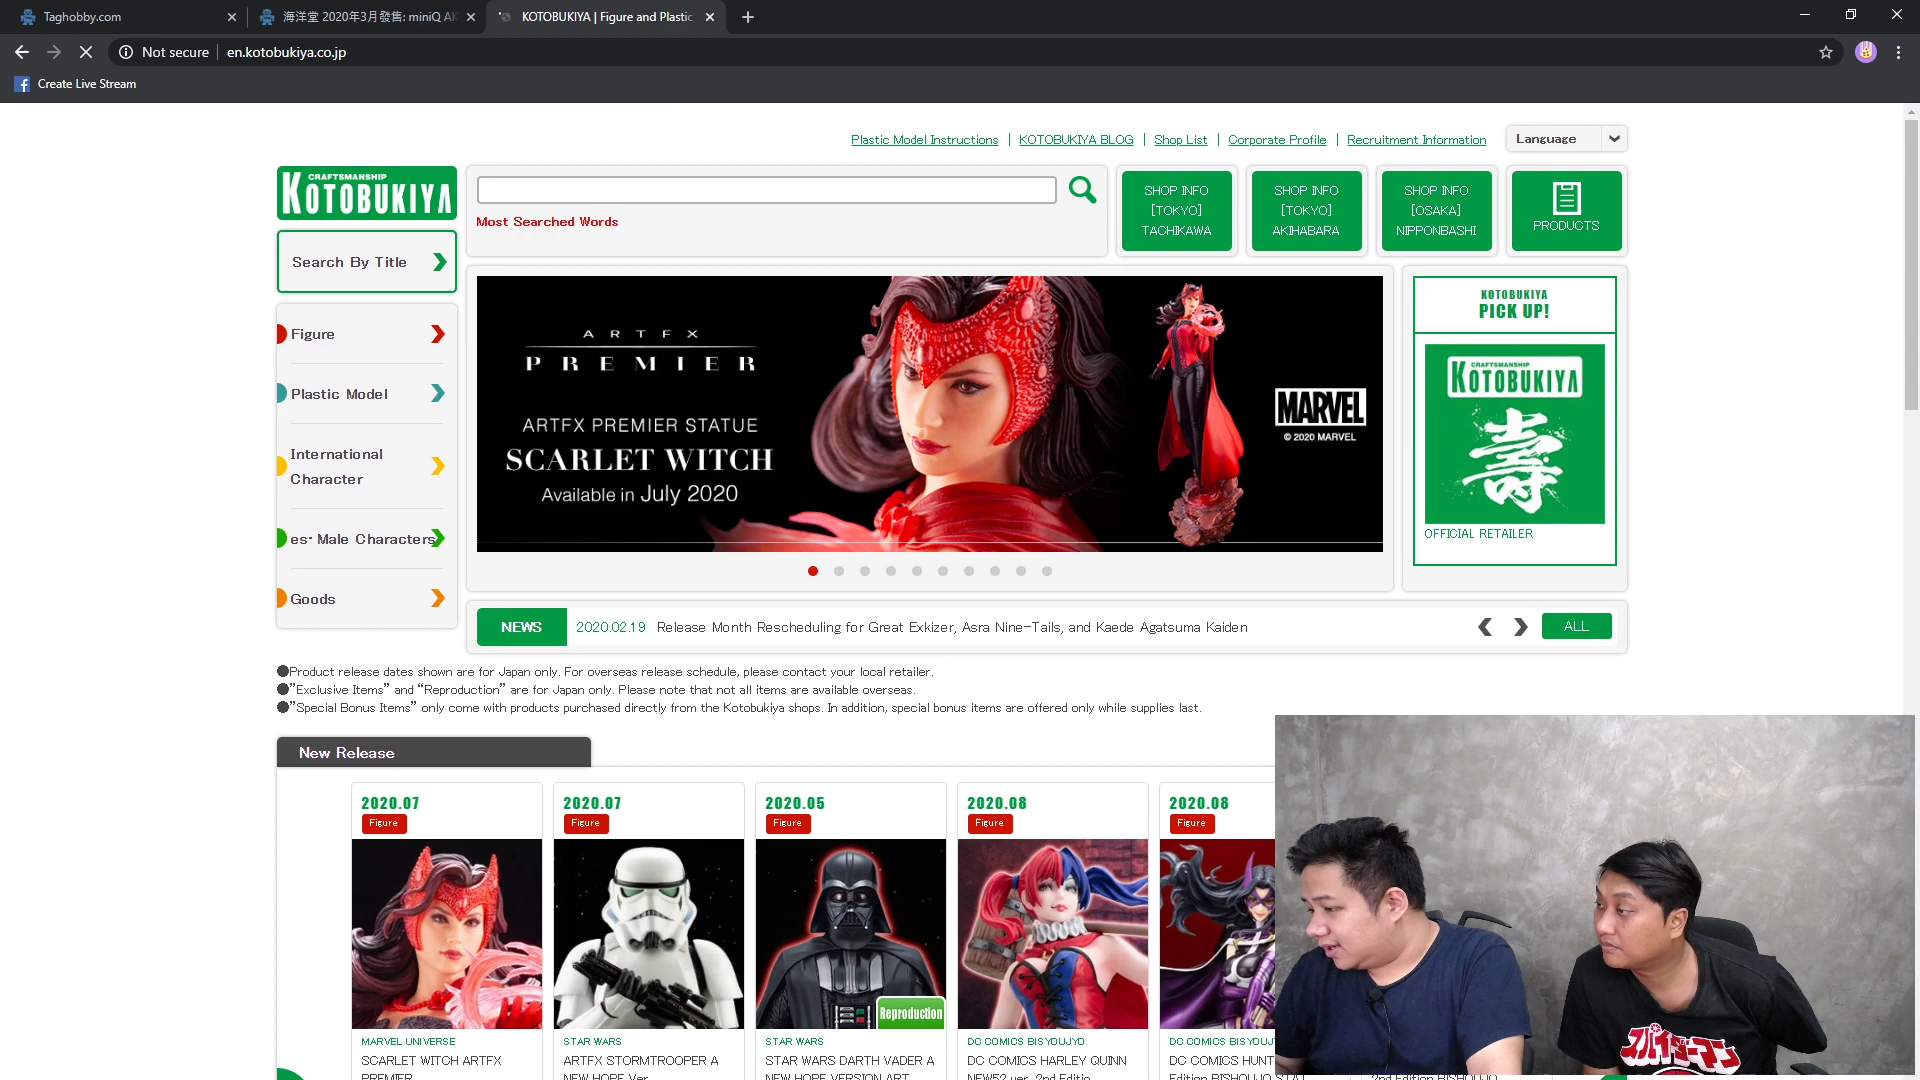 Taghobby.com
海洋堂 2020年3月發售: miniQ AK
KOTOBUKIYA | Figure and Plastic
Not secure
en.kotobukiya.co.jp
Create Live Stream
Plastic Model Instructions | KOTOBUKIYA BLOG | Shop List | Corporate Profile | Recruitment Information
Language
CRAFTSMANSHIP
KOTOBUKIYA
Most Searched Words
SHOP INFO
[TOKYO]
TACHIKAWA
SHOP INFO
[TOKYO]
AKIHABARA
SHOP INFO
[OSAKA]
NIPPONBASHI
PRODUCTS
Search By Title
Figure
Plastic Model
International
Character
es・Male Characters
Goods
ARTFX
PREMIER
ARTFX PREMIER STATUE
SCARLET WITCH
Available in July 2020
MARVEL
© 2020 MARVEL
KOTOBUKIYA
PICK UP!
CRAFTSMANSHIP
KOTOBUKIYA
壽
OFFICIAL RETAILER
NEWS
2020.02.19 Release Month Rescheduling for Great Exkizer, Asra Nine-Tails, and Kaede Agatsuma Kaiden
ALL
●Product release dates shown are for Japan only. For overseas release schedule, please contact your local retailer.
●”Exclusive Items” and “Reproduction” are for Japan only. Please note that not all items are available overseas.
●”Special Bonus Items” only come with products purchased directly from the Kotobukiya shops. In addition, special bonus items are offered only while supplies last.
New Release
2020.07
Figure
MARVEL UNIVERSE
SCARLET WITCH ARTFX
PREMIER
2020.07
Figure
STAR WARS
ARTFX STORMTROOPER A
NEW HOPE Ver
2020.05
Figure
Reproduction
STAR WARS
STAR WARS DARTH VADER A
NEW HOPE VERSION ART
2020.08
Figure
DC COMICS BISYOUJYO
DC COMICS HARLEY QUINN
NEW52 ver. 2nd Editio
2020.08
Figure
DC COMICS BISYOUJ
DC COMICS HUNT
Edition BISHOUJO STAT
2nd Edition BISHOUJO
スパイダーマン